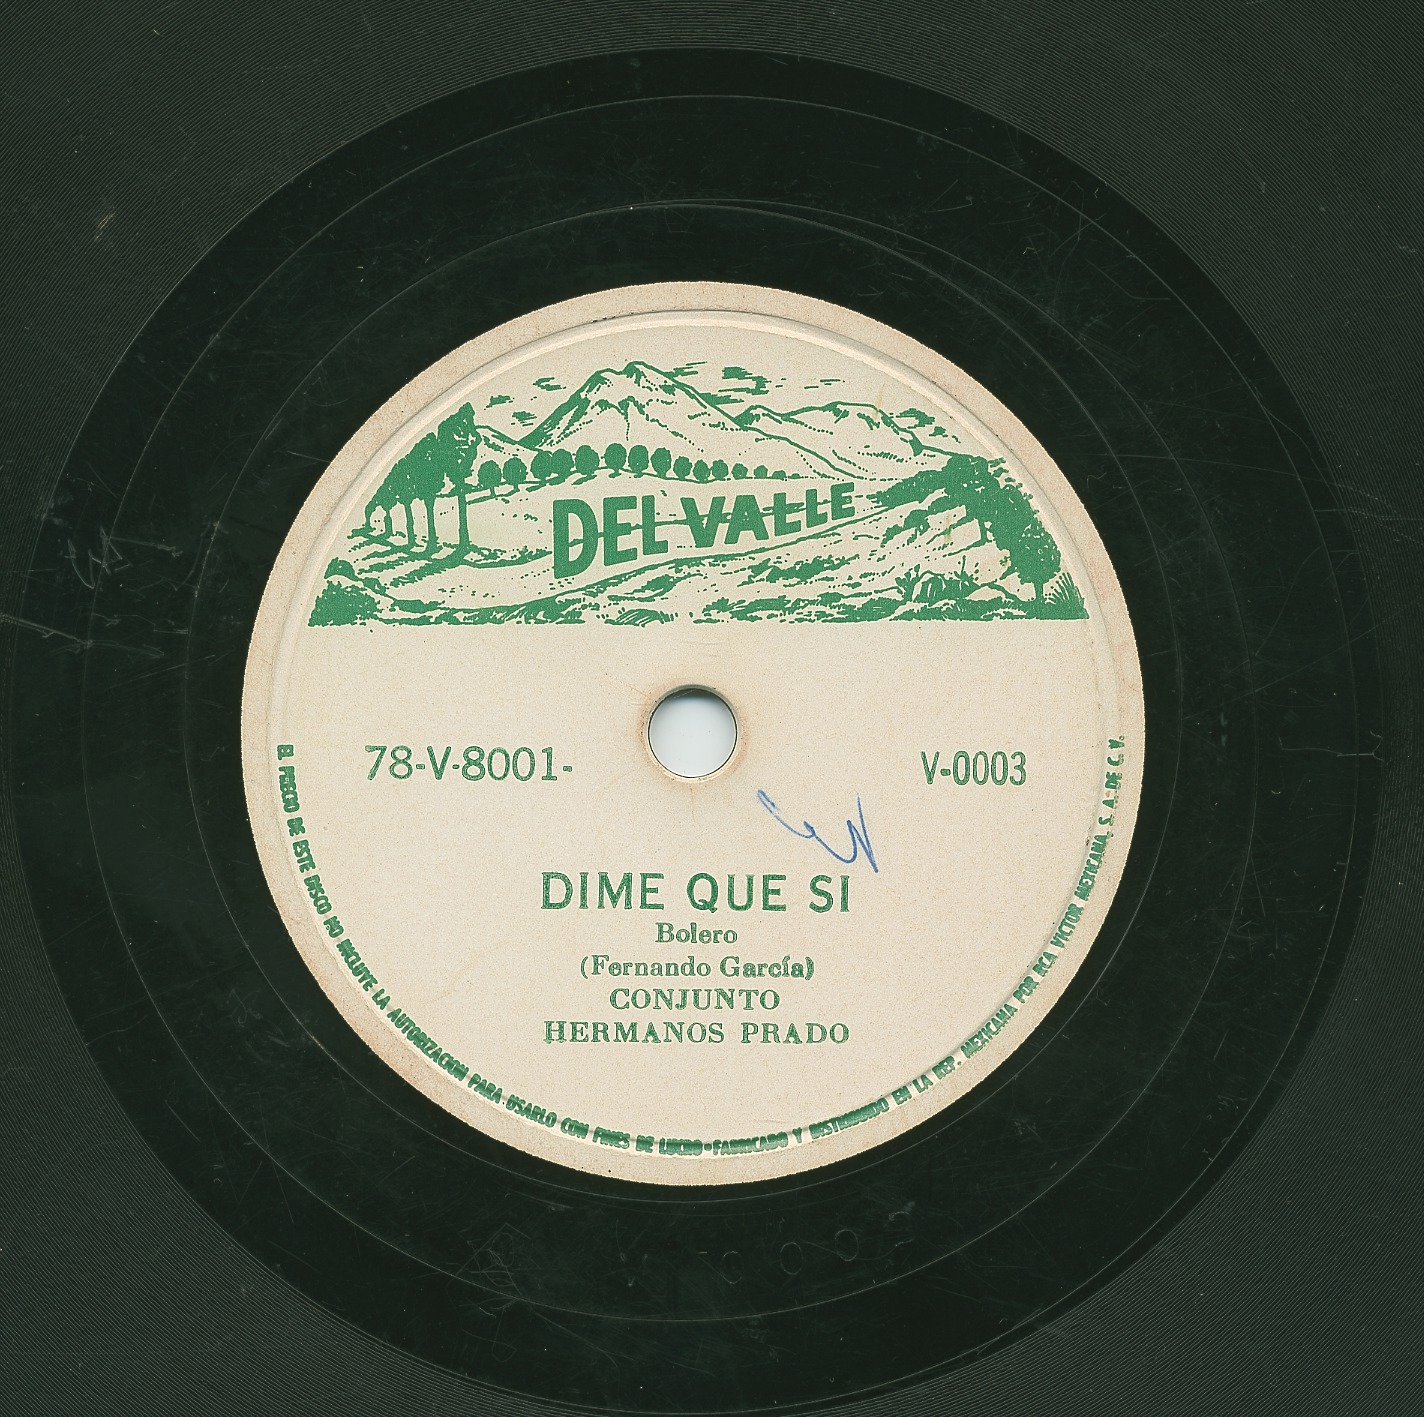 DEL VALLE
78-V-8001-
V-0003
DIME QUE SI
Bolero
(Fernando García)
CONJUNTO
HERMANOS PRADO
EL PRECIO DE ESTE DISCO NO INCLUYE LA AUTORIZACION PARA USARLO CON FINES DE LUCRO-FABRICADO Y DISTRIBUIDO EN LA REP. MEXICANA POR RCA VICTOR MEXICANA, S. A. DE C. V.